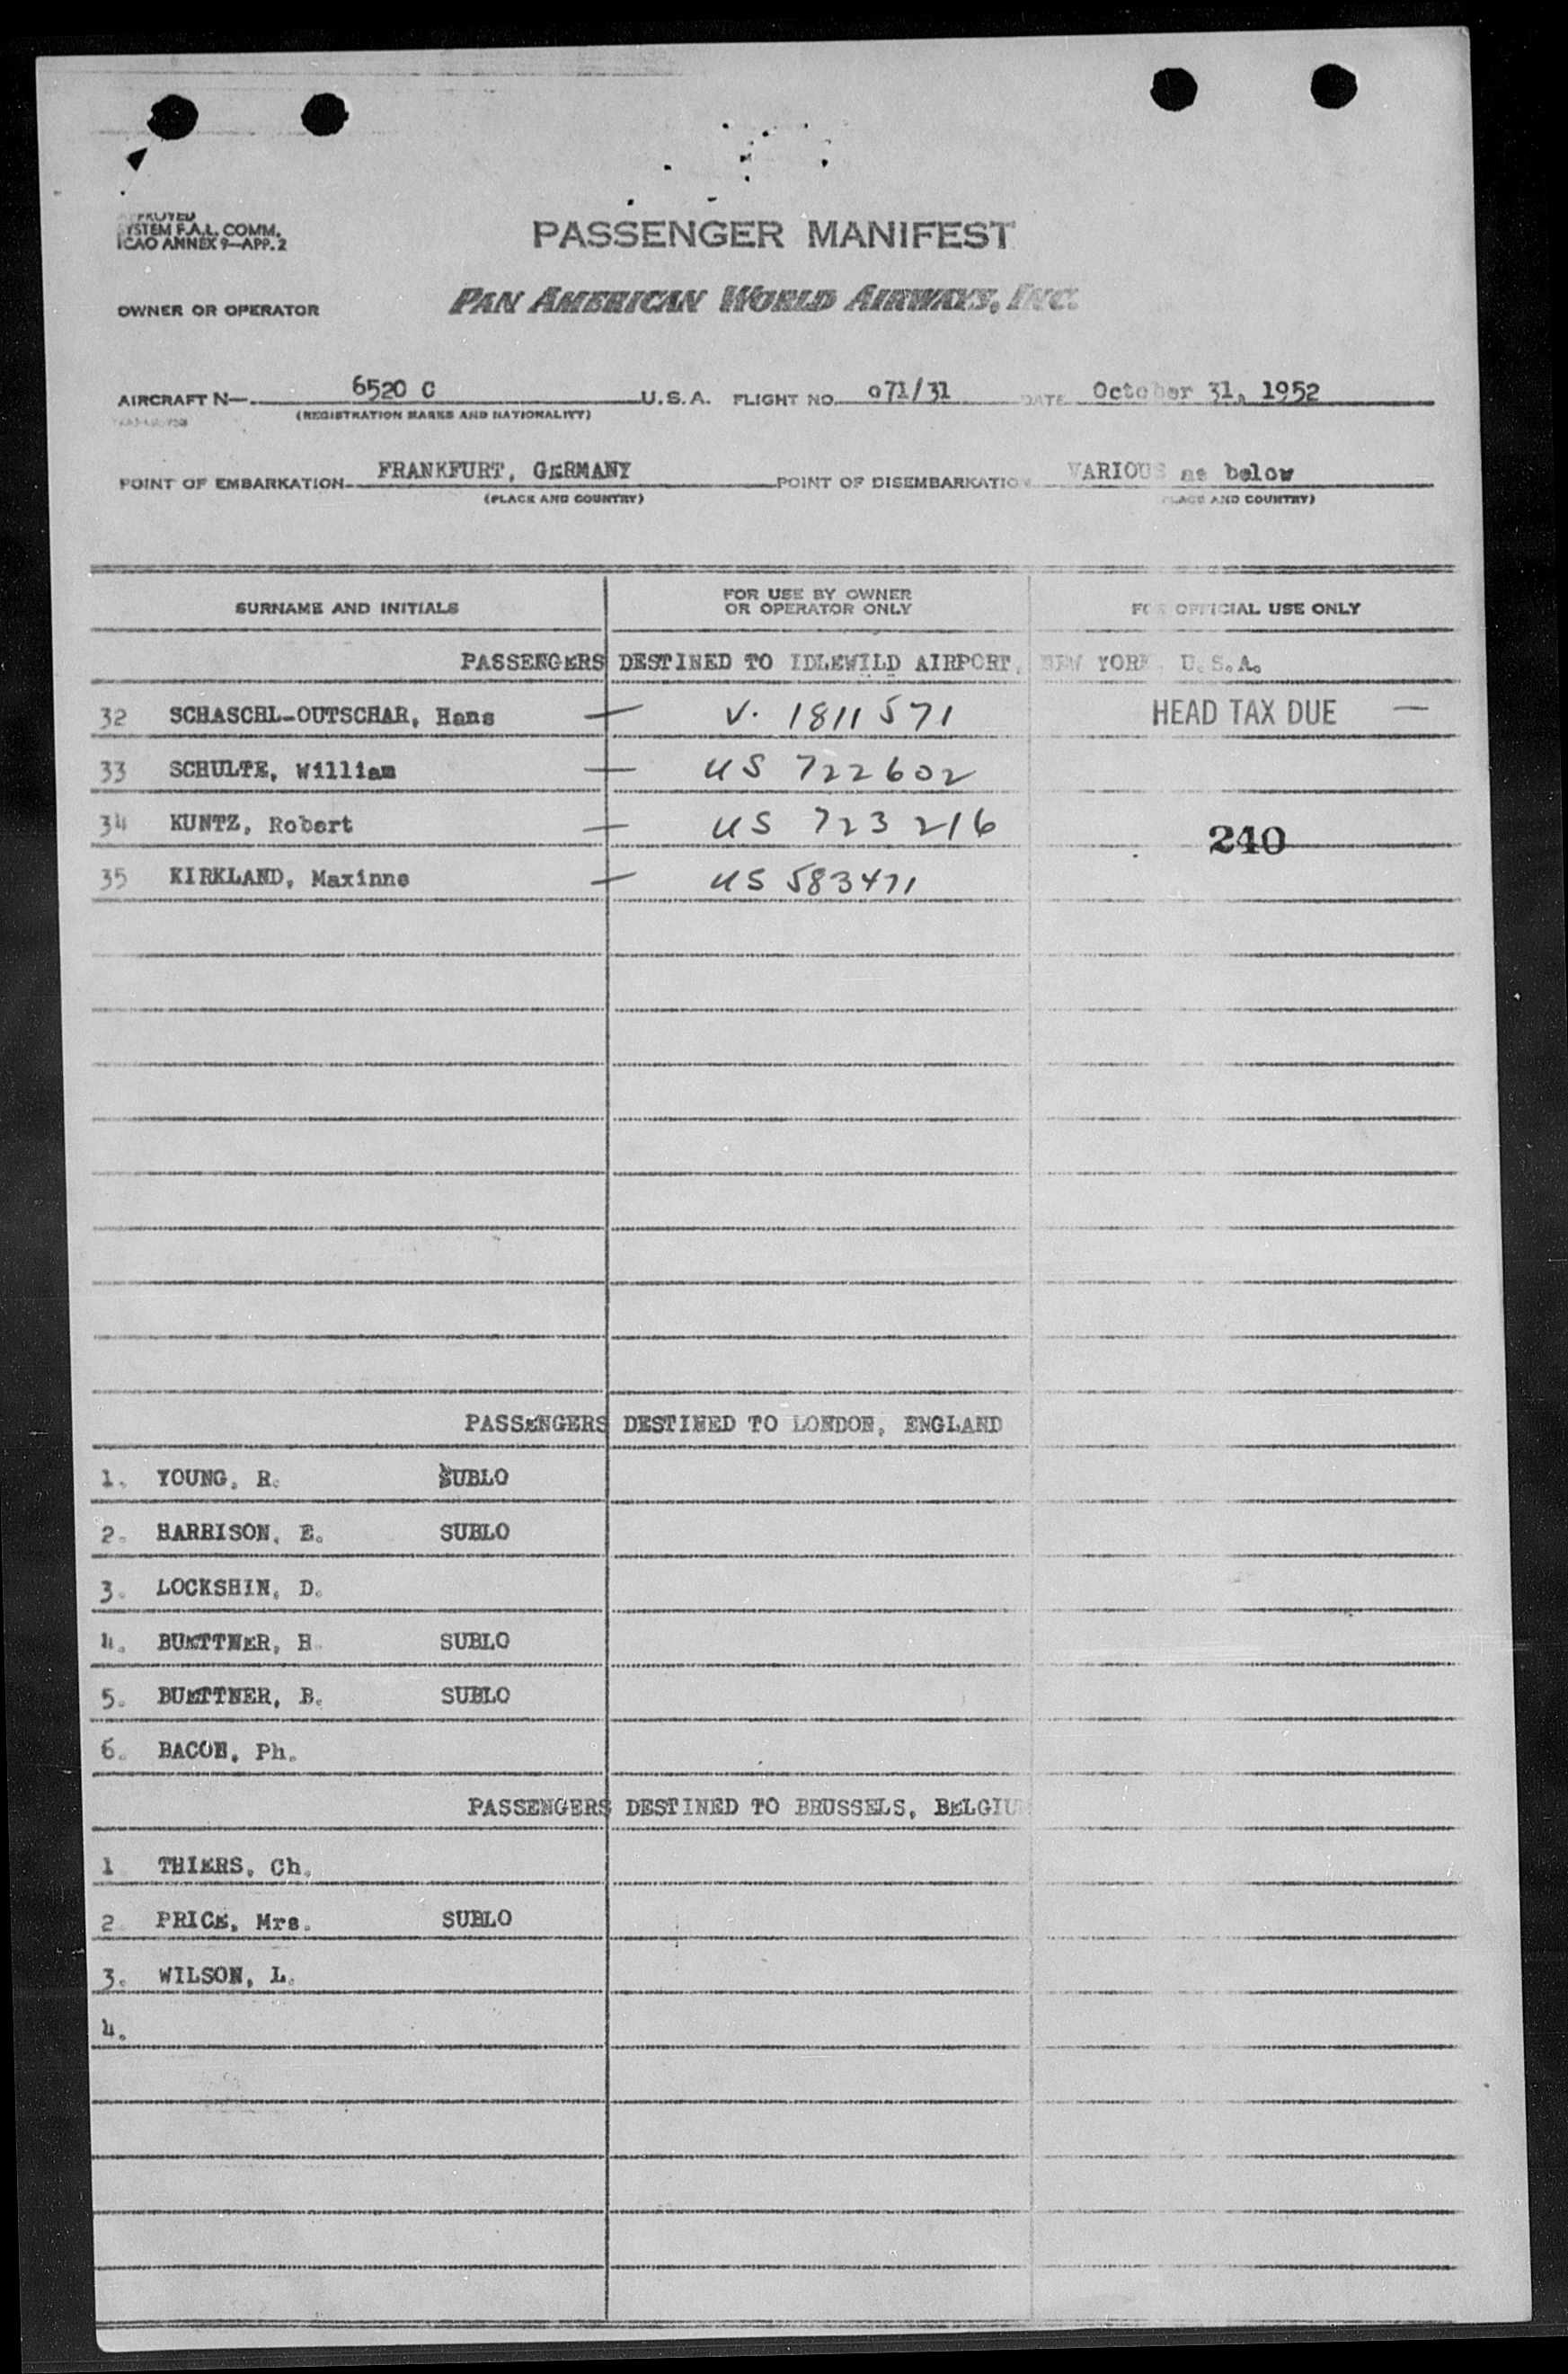 APPROVED
SYSTEM F.A.L. COMM.
ICAO ANNEX 9—APP. 2
PASSENGER MANIFEST
OWNER OR OPERATOR PAN AMERICAN WORLD AIRWAYS, INC.
AIRCRAFT N—. 6520 C U.S.A. FLIGHT NO. 071/31 DATE October 31, 1952
(REGISTRATION MARKS AND NATIONALITY)
POINT OF EMBARKATION FRANKFURT, GERMANY POINT OF DISEMBARKATION VARIOUS as below
(PLACE AND COUNTRY) (PLACE AND COUNTRY)
SURNAME AND INITIALS FOR USE BY OWNER OR OPERATOR ONLY FOR OFFICIAL USE ONLY
PASSENGERS DESTINED TO IDLEWILD AIRPORT, NEW YORK, U.S.A.
32 SCHASCHL-OUTSCHAR, Hans — V. 1811571 HEAD TAX DUE —
33 SCHULTE, William — US 722602
34 KUNTZ, Robert — US 723216 240
35 KIRKLAND, Maxinne — US 583471
PASSENGERS DESTINED TO LONDON, ENGLAND
1. YOUNG, R. SUBLO
2. HARRISON, E. SUBLO
3. LOCKSHIN, D.
4. BUETTNER, H. SUBLO
5. BUETTNER, B. SUBLO
6. BACON, Ph.
PASSENGERS DESTINED TO BRUSSELS, BELGIUM
1 THIERS, Ch.
2 PRICE, Mrs. SUBLO
3. WILSON, L.
4.